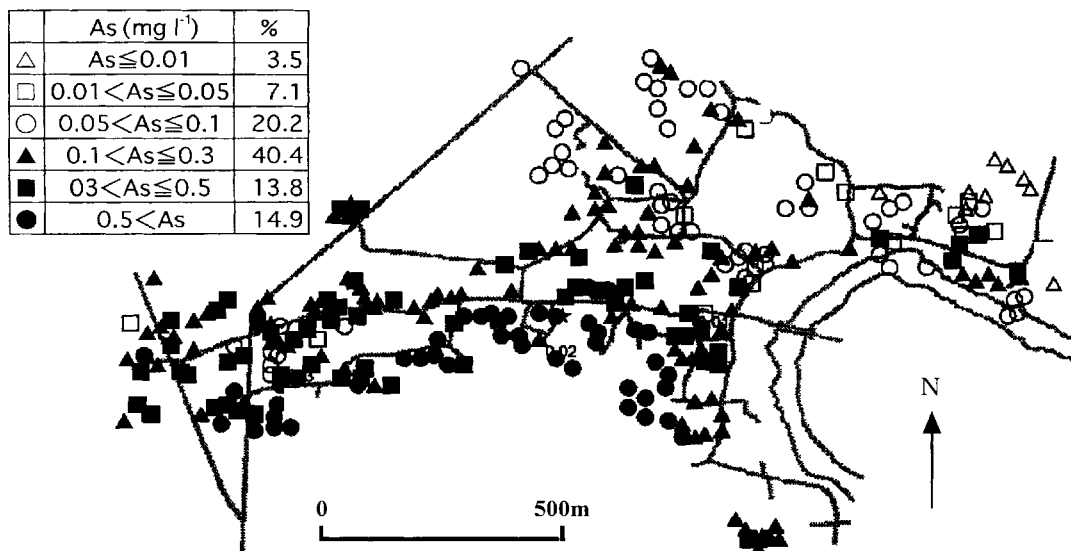 As (mg l⁻¹) %
△ As≦0.01 3.5
□ 0.01<As≦0.05 7.1
○ 0.05<As≦0.1 20.2
▲ 0.1<As≦0.3 40.4
■ 03<As≦0.5 13.8
● 0.5<As 14.9
0.02
N
0 500m